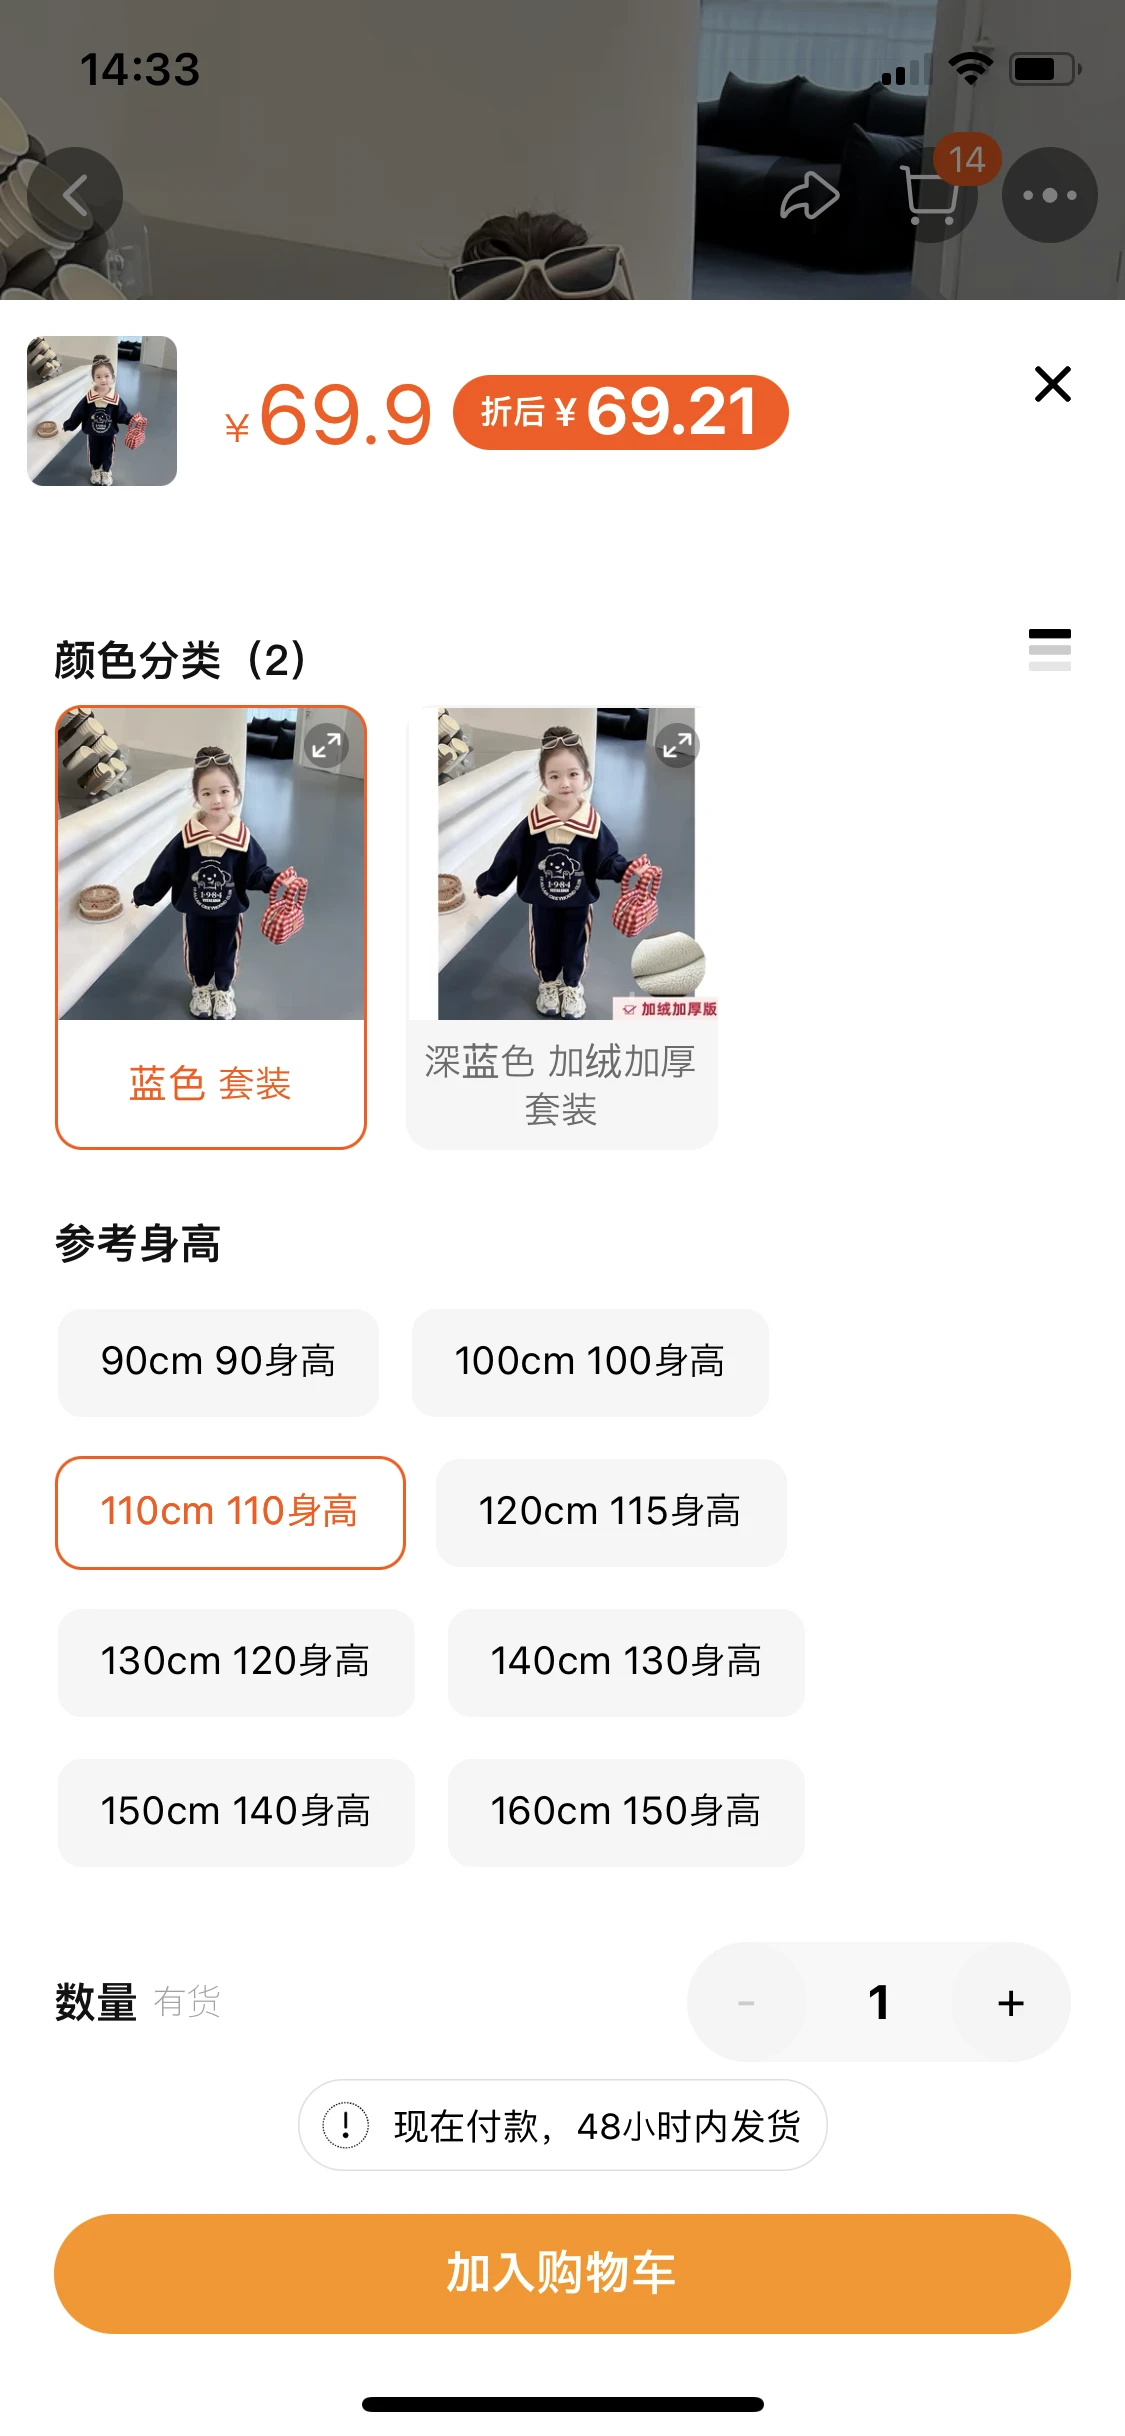 14:33
14
¥69.9 折后¥69.21
颜色分类（2）
1984
1984
加绒加厚版
蓝色 套装
深蓝色 加绒加厚
套装
参考身高
90cm 90身高
100cm 100身高
110cm 110身高
120cm 115身高
130cm 120身高
140cm 130身高
150cm 140身高
160cm 150身高
数量 有货
- 1 +
现在付款，48小时内发货
加入购物车